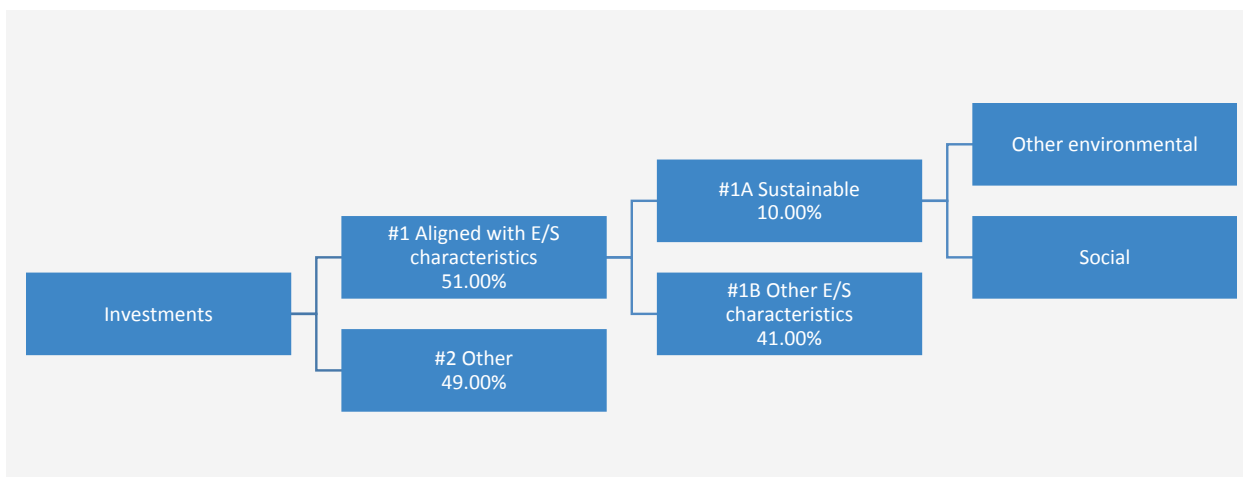 Investments
#1 Aligned with E/S
characteristics
51.00%
#2 Other
49.00%
#1A Sustainable
10.00%
#1B Other E/S
characteristics
41.00%
Other environmental
Social